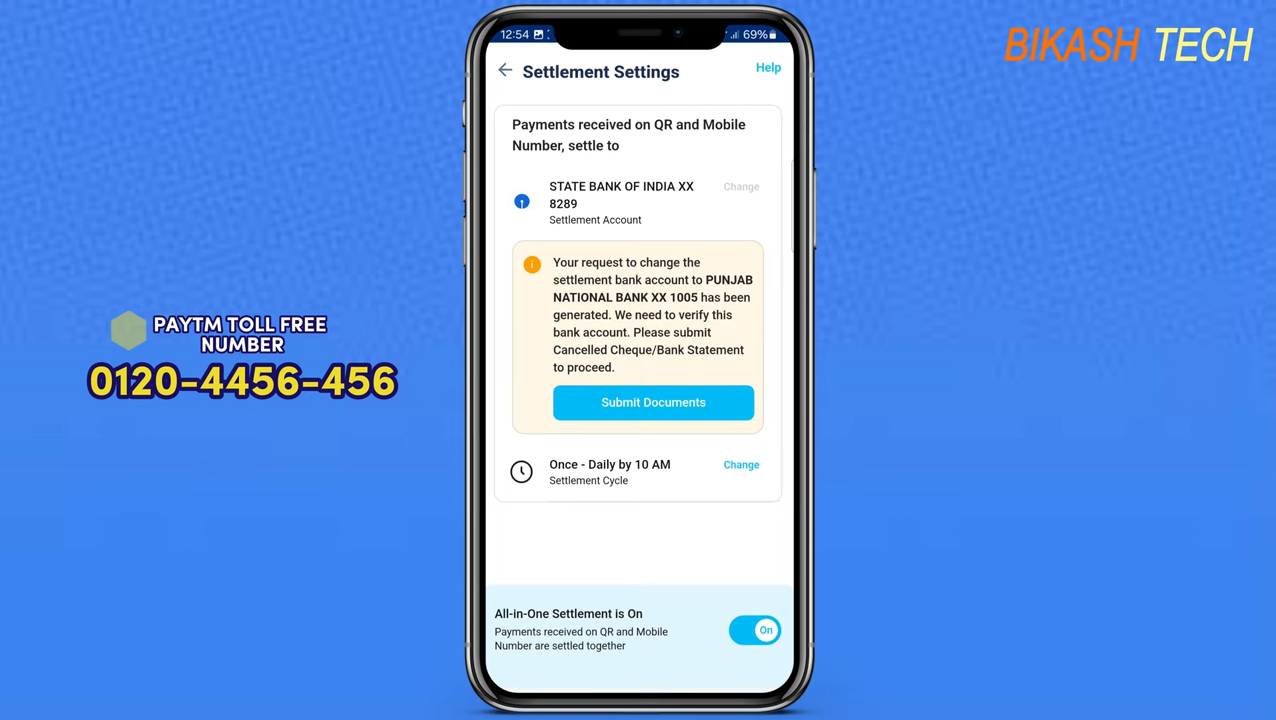 BIKASH TECH
12:54
69%
Settlement Settings
Help
Payments received on QR and Mobile
Number, settle to
STATE BANK OF INDIA XX
8289
Change
Settlement Account
Your request to change the
settlement bank account to PUNJAB
NATIONAL BANK XX 1005 has been
generated. We need to verify this
bank account. Please submit
Cancelled Cheque/Bank Statement
to proceed.
Submit Documents
Once - Daily by 10 AM
Change
Settlement Cycle
All-in-One Settlement is On
Payments received on QR and Mobile
Number are settled together
On
PAYTM TOLL FREE
NUMBER
0120-4456-456